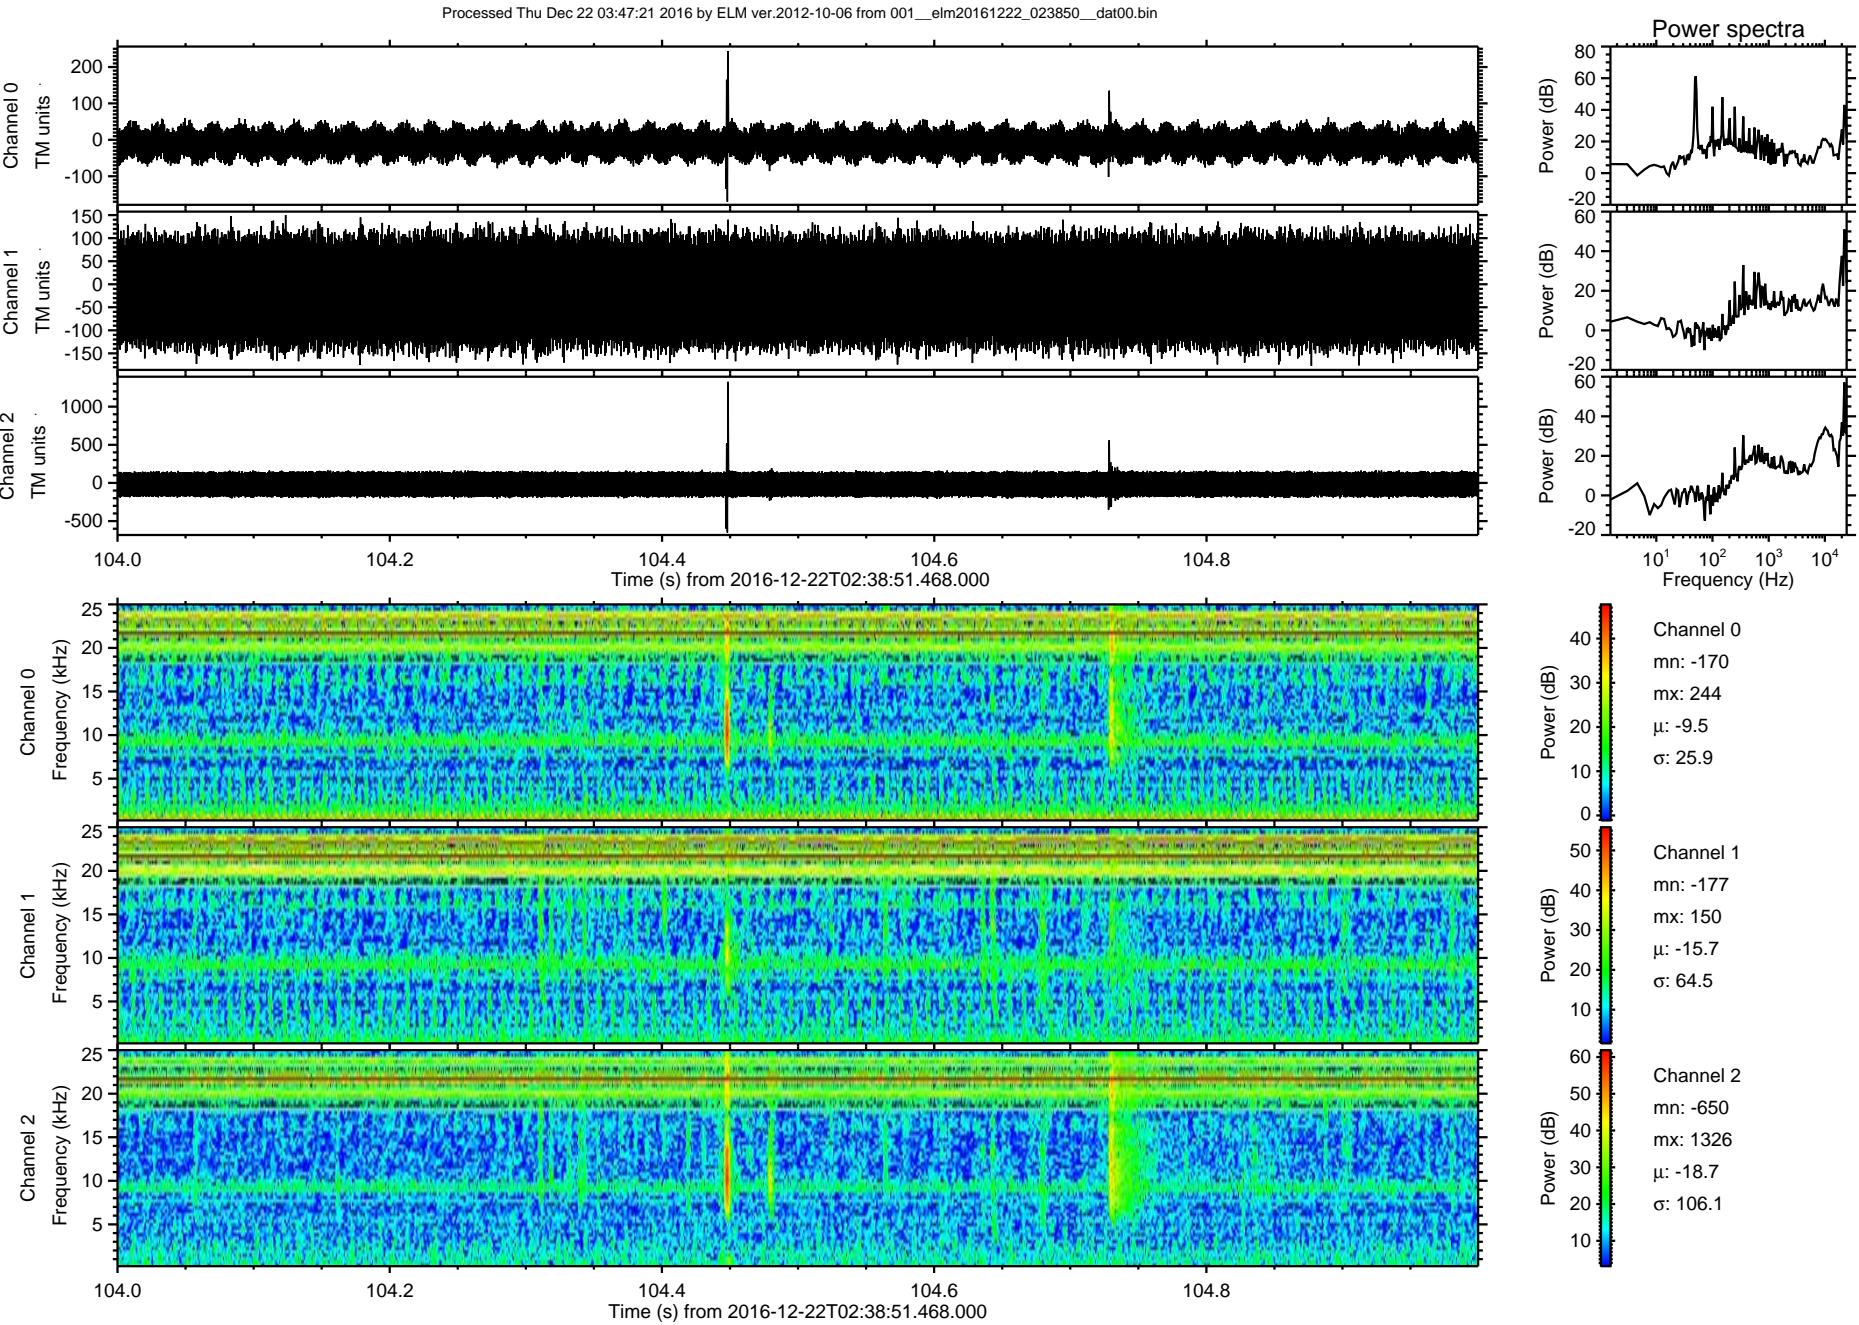 Processed Thu Dec 22 03:47:21 2016 by ELM ver.2012-10-06 from 001__elm20161222_023850__dat00.bin
Power spectra
Channel 0
TM units
200
100
0
-100
Power (dB)
80
60
40
20
0
-20
Channel 1
TM units
150
100
50
0
-50
-100
-150
Power (dB)
60
40
20
0
-20
Channel 2
TM units
1000
500
0
-500
Power (dB)
60
40
20
0
-20
104.0 104.2 104.4 104.6 104.8
Time (s) from 2016-12-22T02:38:51.468.000
10¹ 10² 10³ 10⁴
Frequency (Hz)
Channel 0
Frequency (kHz)
25
20
15
10
5
Power (dB)
40
30
20
10
0
Channel 0
mn: -170
mx: 244
μ: -9.5
σ: 25.9
Channel 1
Frequency (kHz)
25
20
15
10
5
Power (dB)
50
40
30
20
10
Channel 1
mn: -177
mx: 150
μ: -15.7
σ: 64.5
Channel 2
Frequency (kHz)
25
20
15
10
5
Power (dB)
60
50
40
30
20
10
Channel 2
mn: -650
mx: 1326
μ: -18.7
σ: 106.1
104.0 104.2 104.4 104.6 104.8
Time (s) from 2016-12-22T02:38:51.468.000